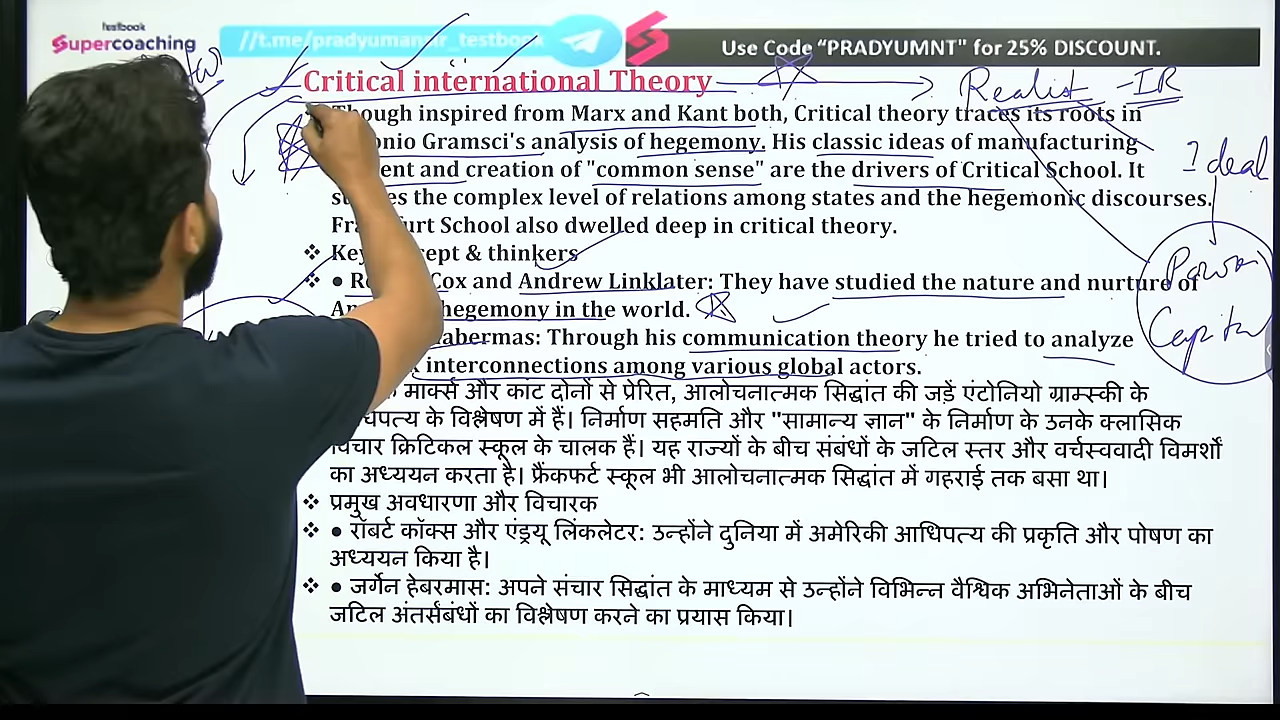 testbook
Supercoaching
//t.me/pradyumansir_testbook
Use Code “PRADYUMNT" for 25% DISCOUNT.
Critical international Theory
Realist - IR
Though inspired from Marx and Kant both, Critical theory traces its roots in
Gramsci's analysis of hegemony. His classic ideas of manufacturing
Ideal
and creation of "common sense" are the drivers of Critical School. It
the complex level of relations among states and the hegemonic discourses.
School also dwelled deep in critical theory.
❖ & thinkers
❖ ● Cox and Andrew Linklater: They have studied the nature and nurture of
hegemony in the world.
Through his communication theory he tried to analyze
interconnections among various global actors.
मार्क्स और कांट दोनों से प्रेरित, आलोचनात्मक सिद्धांत की जड़ें एंटोनियो ग्राम्स्की के
के विश्लेषण में हैं। निर्माण सहमति और "सामान्य ज्ञान" के निर्माण के उनके क्लासिक
विचार क्रिटिकल स्कूल के चालक हैं। यह राज्यों के बीच संबंधों के जटिल स्तर और वर्चस्ववादी विमर्शों
का अध्ययन करता है। फ्रैंकफर्ट स्कूल भी आलोचनात्मक सिद्धांत में गहराई तक बसा था।
❖ प्रमुख अवधारणा और विचारक
❖ ● रॉबर्ट कॉक्स और एंड्रयू लिंकलेटर: उन्होंने दुनिया में अमेरिकी आधिपत्य की प्रकृति और पोषण का
अध्ययन किया है।
❖ ● जर्गेन हेबरमास: अपने संचार सिद्धांत के माध्यम से उन्होंने विभिन्न वैश्विक अभिनेताओं के बीच
जटिल अंतर्संबंधों का विश्लेषण करने का प्रयास किया।